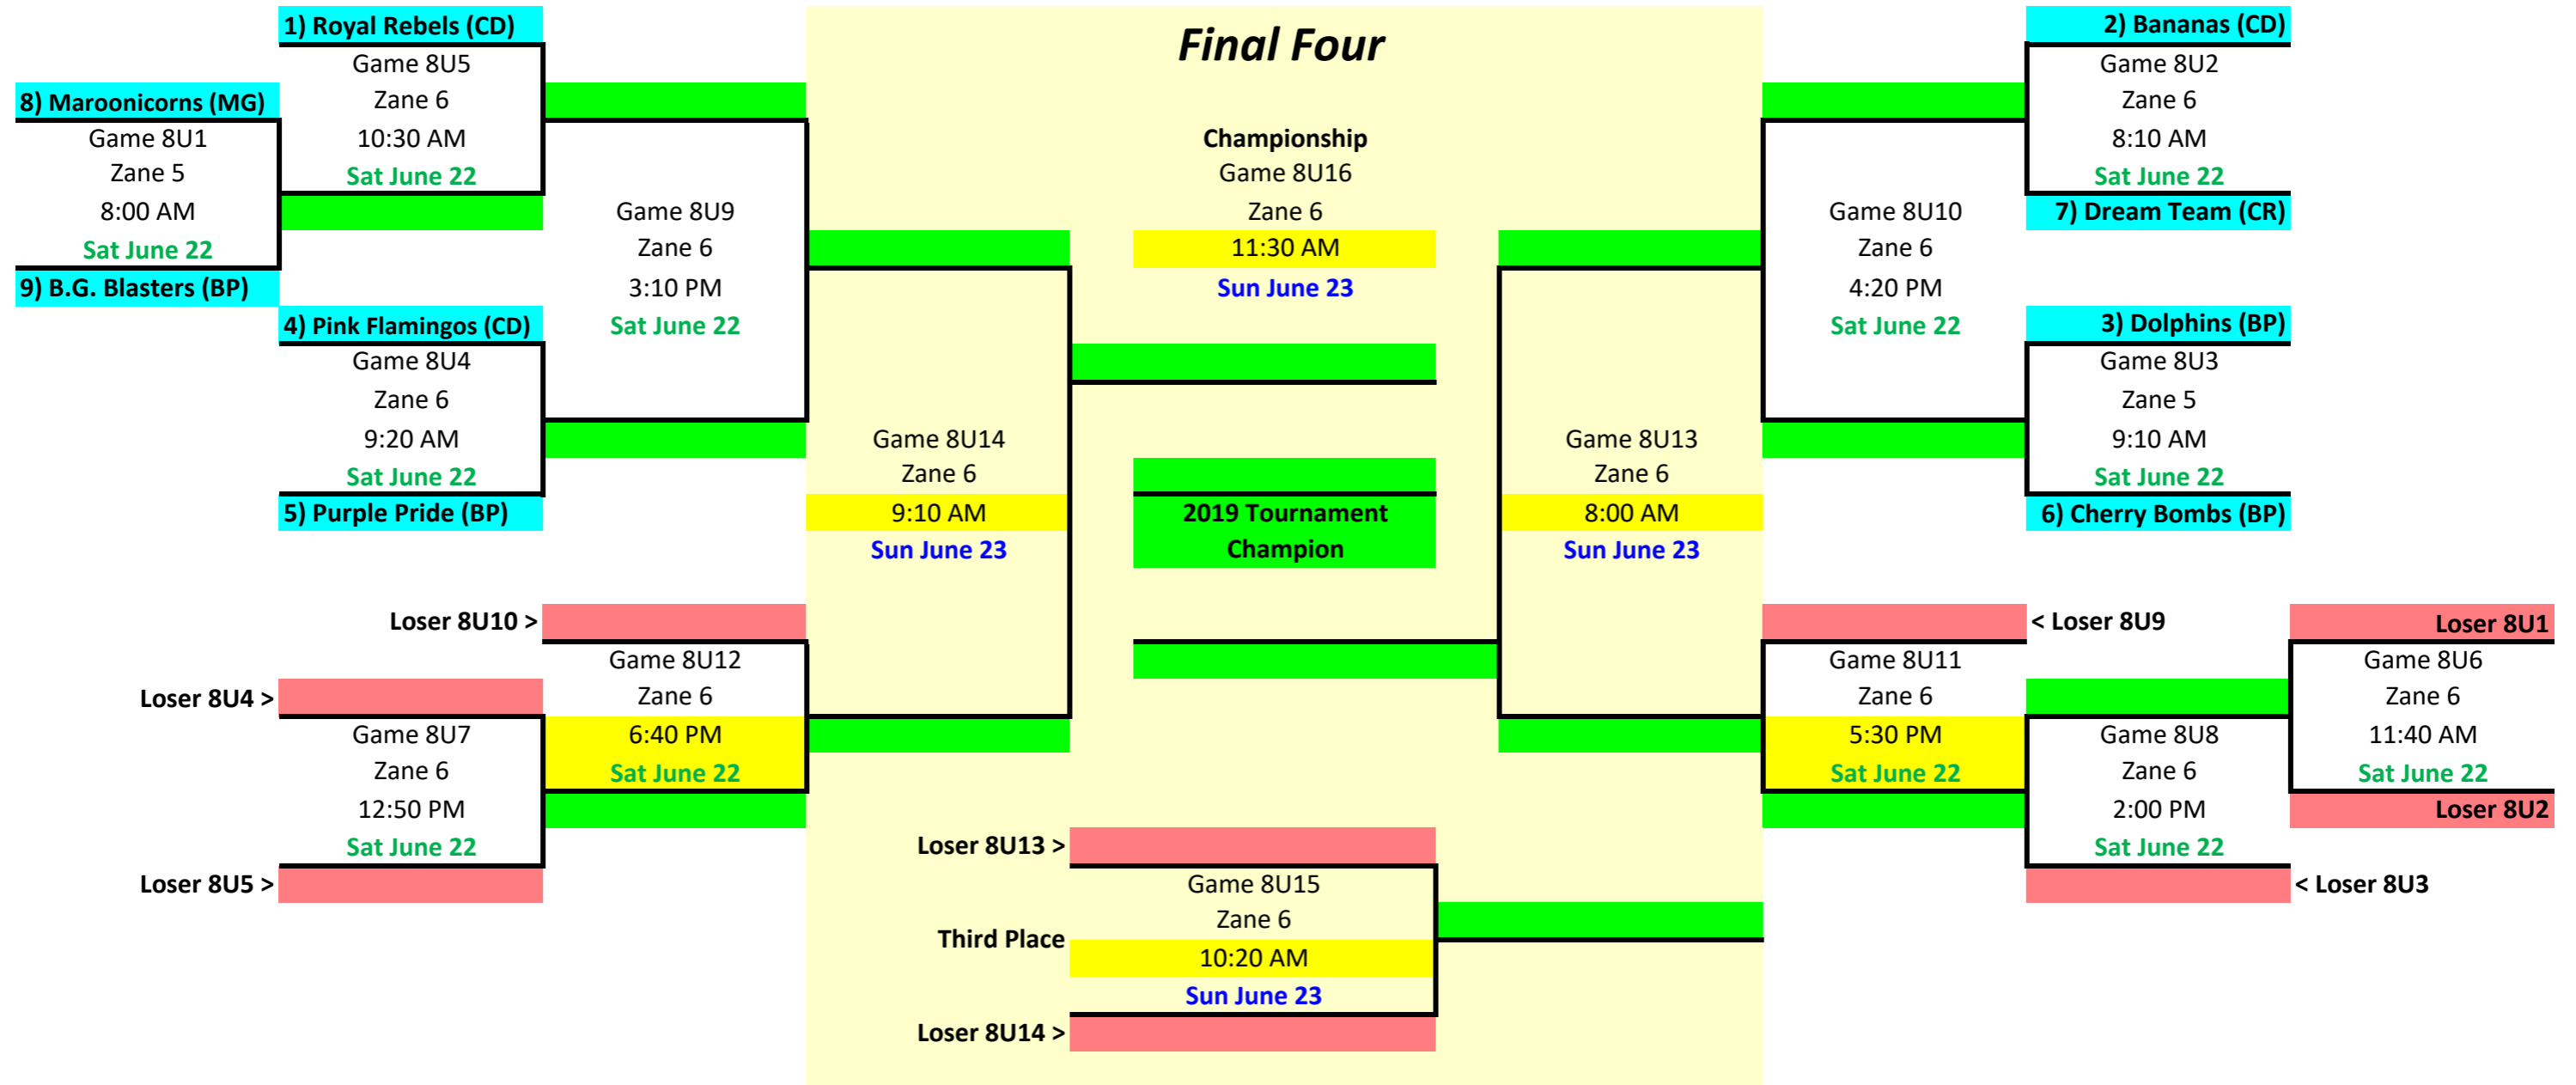 1) Royal Rebels (CD)
Game 8U5
Zane 6
10:30 AM
Sat June 22
8) Maroonicorns (MG)
Game 8U1
Zane 5
8:00 AM
Sat June 22
9) B.G. Blasters (BP)
4) Pink Flamingos (CD)
Game 8U4
Zane 6
9:20 AM
Sat June 22
5) Purple Pride (BP)
Game 8U9
Zane 6
3:10 PM
Sat June 22
Loser 8U10 >
Game 8U12
Zane 6
6:40 PM
Sat June 22
Loser 8U4 >
Game 8U7
Zane 6
12:50 PM
Sat June 22
Loser 8U5 >
Final Four
Championship
Game 8U16
Zane 6
11:30 AM
Sun June 23
Game 8U14
Zane 6
9:10 AM
Sun June 23
2019 Tournament
Champion
Game 8U13
Zane 6
8:00 AM
Sun June 23
Loser 8U13 >
Game 8U15
Zane 6
Third Place
10:20 AM
Sun June 23
Loser 8U14 >
2) Bananas (CD)
Game 8U2
Zane 6
8:10 AM
Sat June 22
7) Dream Team (CR)
Game 8U10
Zane 6
4:20 PM
Sat June 22
3) Dolphins (BP)
Game 8U3
Zane 5
9:10 AM
Sat June 22
6) Cherry Bombs (BP)
< Loser 8U9
Game 8U11
Zane 6
5:30 PM
Sat June 22
Loser 8U1
Game 8U6
Zane 6
11:40 AM
Sat June 22
Loser 8U2
Game 8U8
Zane 6
2:00 PM
Sat June 22
< Loser 8U3